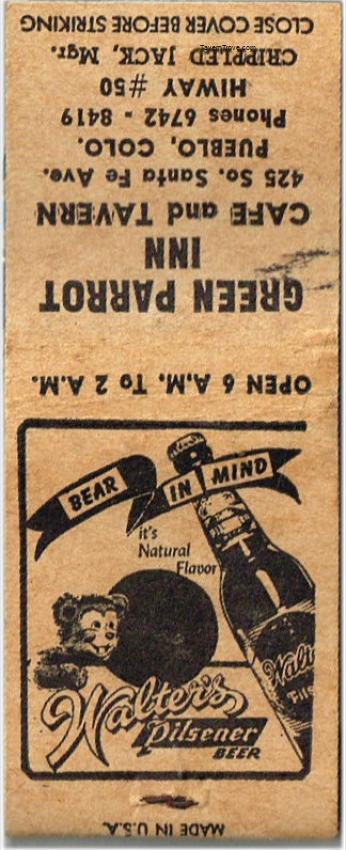 OPEN 6 A.M. To 2 A.M.
GREEN PARROT
INN
CAFE and TAVERN
425 So. Santa Fe Ave.
PUEBLO, COLO.
Phones 6742 - 8419
HIWAY #50
CRIPPLED JACK, Mgr.
CLOSE COVER BEFORE STRIKING
TavernTrove.com
BEAR IN MIND
it's
Natural
Flavor
Walter's
Pilsener
BEER
MADE IN U.S.A.